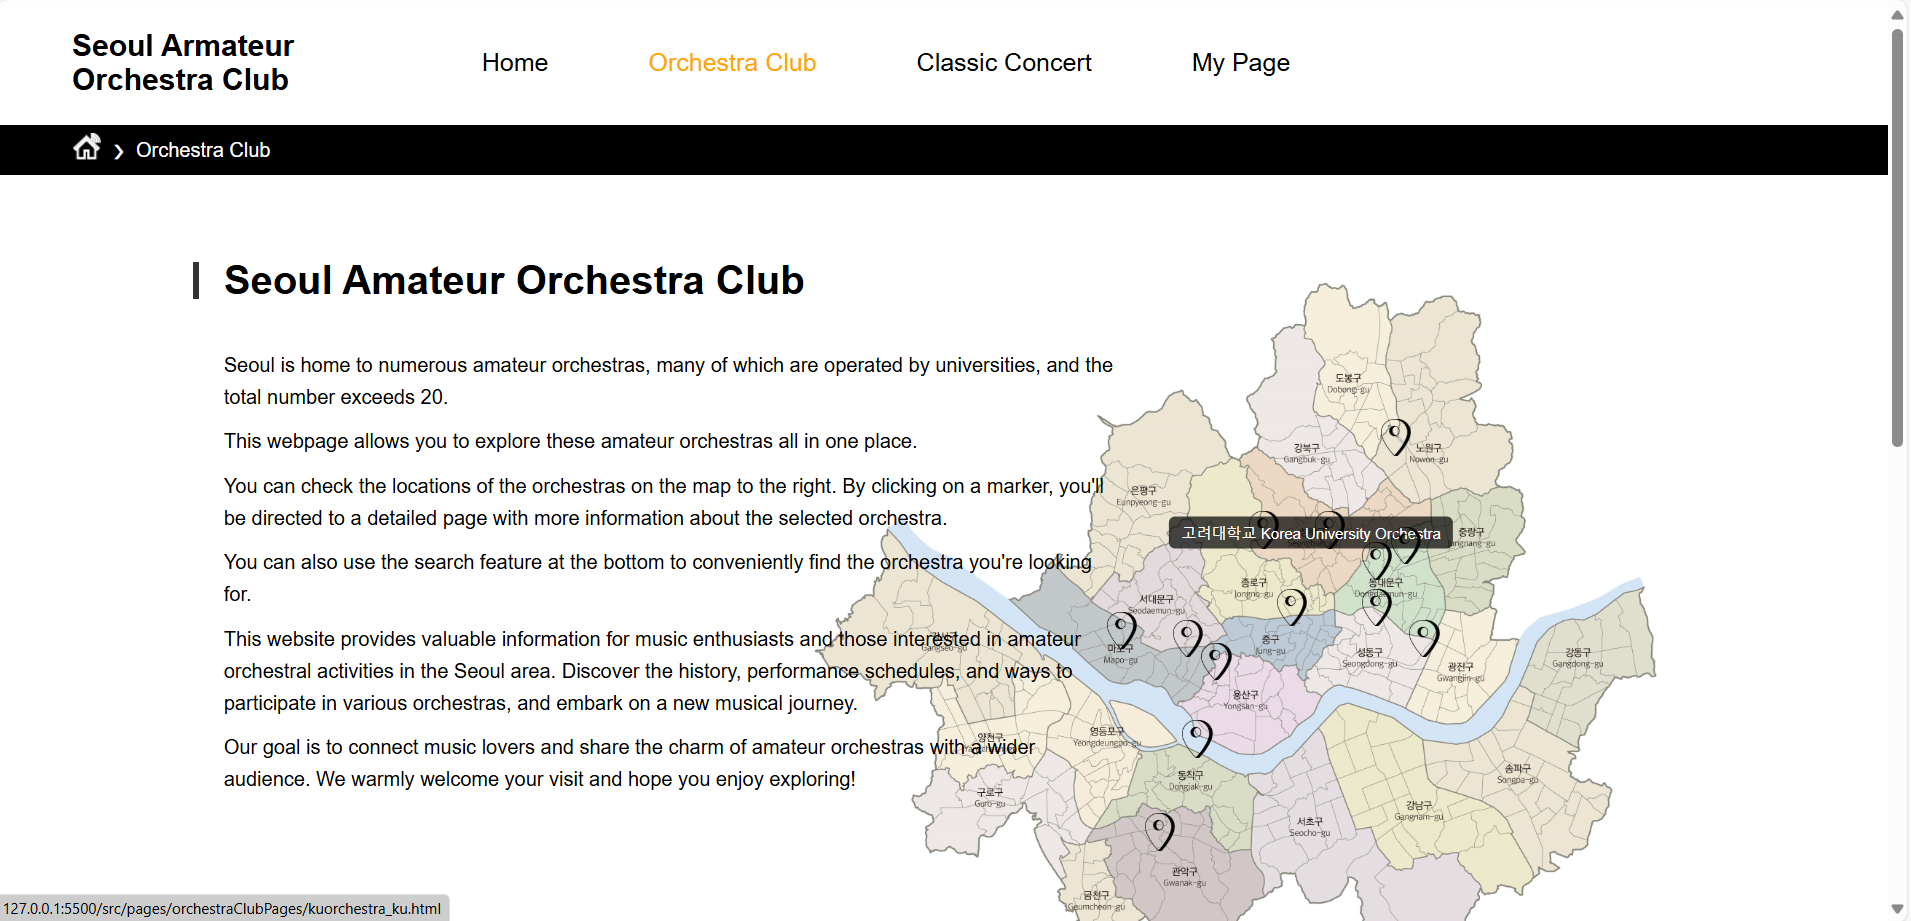 Seoul Armateur
Orchestra Club
Home
Orchestra Club
Classic Concert
My Page
❯ Orchestra Club
Seoul Amateur Orchestra Club
Seoul is home to numerous amateur orchestras, many of which are operated by universities, and the
total number exceeds 20.
This webpage allows you to explore these amateur orchestras all in one place.
You can check the locations of the orchestras on the map to the right. By clicking on a marker, you'll
be directed to a detailed page with more information about the selected orchestra.
You can also use the search feature at the bottom to conveniently find the orchestra you're looking
for.
This website provides valuable information for music enthusiasts and those interested in amateur
orchestral activities in the Seoul area. Discover the history, performance schedules, and ways to
participate in various orchestras, and embark on a new musical journey.
Our goal is to connect music lovers and share the charm of amateur orchestras with a wider
audience. We warmly welcome your visit and hope you enjoy exploring!
도봉구
Dobong-gu
강북구
Gangbuk-gu
노원구
Nowon-gu
은평구
Eunpyeong-gu
고려대학교 Korea University Orchestra
중랑구
종로구
Jongno-gu
동대문구
Dongdaemun-gu
서대문구
Seodaemun-gu
마포구
Mapo-gu
중구
Jung-gu
성동구
Seongdong-gu
광진구
Gwangjin-gu
강동구
Gangdong-gu
Gangseo-gu
용산구
Yongsan-gu
양천구
영등포구
Yeongdeungpo-gu
동작구
Dongjak-gu
송파구
Songpa-gu
구로구
Guro-gu
강남구
Gangnam-gu
서초구
Seocho-gu
관악구
Gwanak-gu
금천구
Geumcheon-gu
127.0.0.1:5500/src/pages/orchestraClubPages/kuorchestra_ku.html